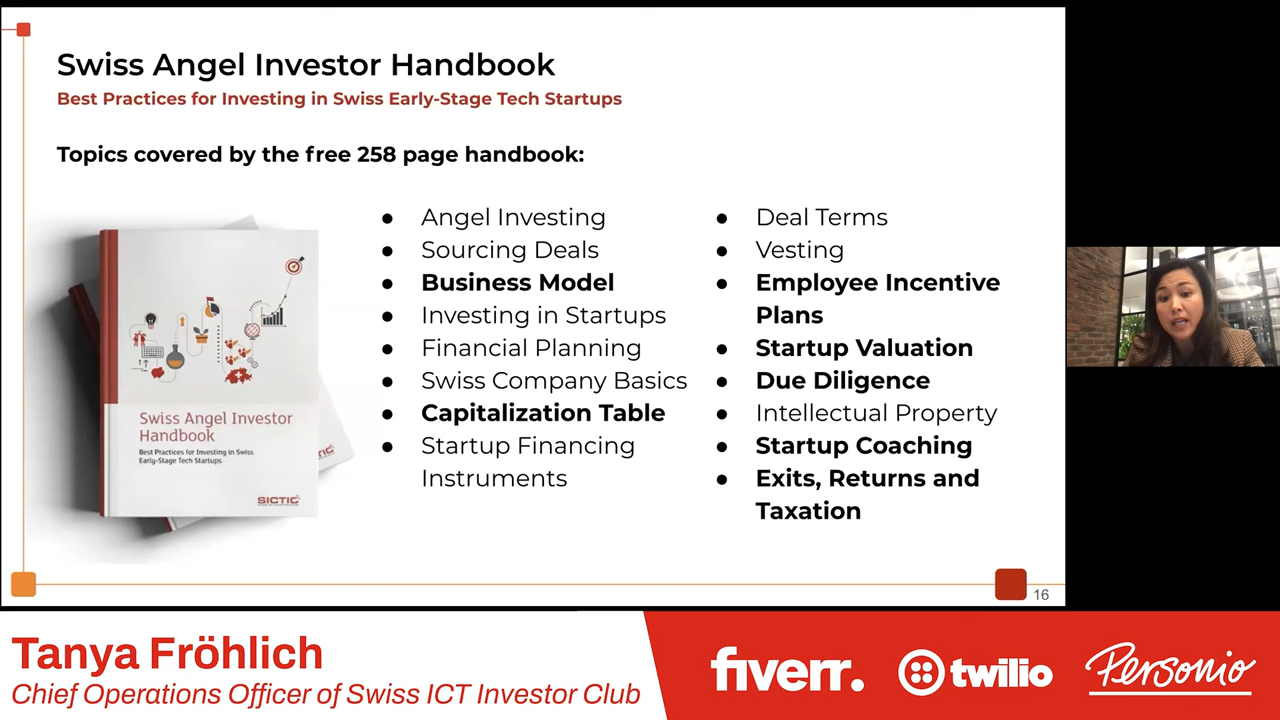 Swiss Angel Investor Handbook
Best Practices for Investing in Swiss Early-Stage Tech Startups
Topics covered by the free 258 page handbook:
● Angel Investing
● Sourcing Deals
● Business Model
● Investing in Startups
● Financial Planning
● Swiss Company Basics
● Capitalization Table
● Startup Financing
Instruments
● Deal Terms
● Vesting
● Employee Incentive
Plans
● Startup Valuation
● Due Diligence
● Intellectual Property
● Startup Coaching
● Exits, Returns and
Taxation
Swiss Angel Investor
Handbook
Best Practices for Investing in Swiss
Early-Stage Tech Startups
SICTIC
16
Tanya Fröhlich
Chief Operations Officer of Swiss ICT Investor Club
fiverr.
twilio
Personio